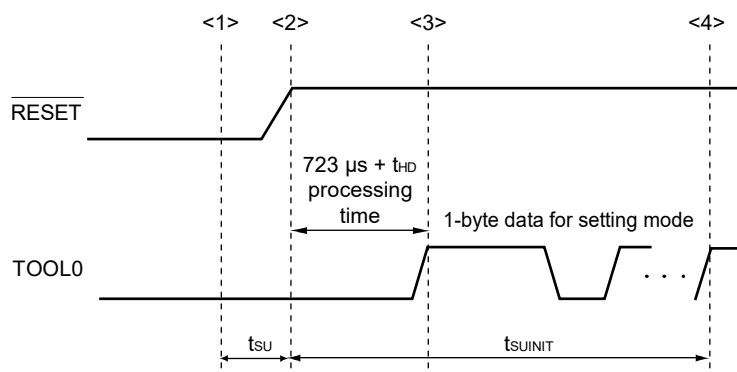 <1> <2> <3> <4>
RESET
723 µs + tHD
processing
time
1-byte data for setting mode
TOOL0
. . .
tSU tSUINIT